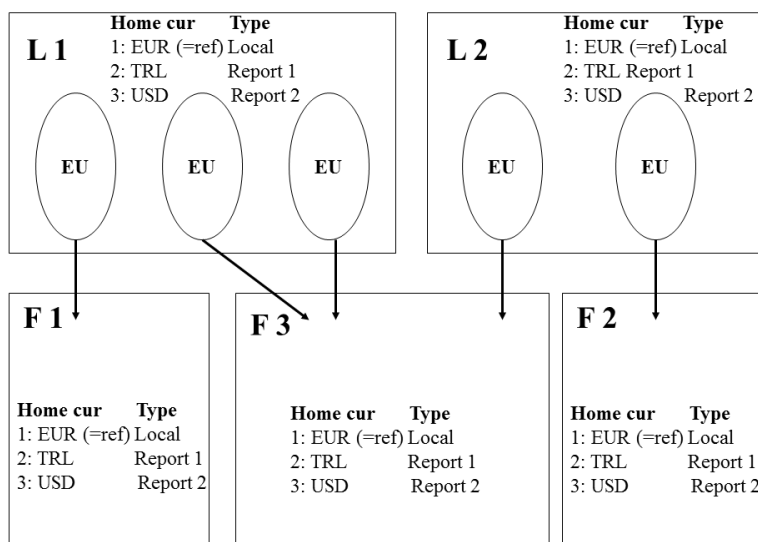 L 1
Home cur Type
1: EUR (=ref) Local
2: TRL Report 1
3: USD Report 2
EU EU EU
L 2
Home cur Type
1: EUR (=ref) Local
2: TRL Report 1
3: USD Report 2
EU EU
F 1
Home cur Type
1: EUR (=ref) Local
2: TRL Report 1
3: USD Report 2
F 3
Home cur Type
1: EUR (=ref) Local
2: TRL Report 1
3: USD Report 2
F 2
Home cur Type
1: EUR (=ref) Local
2: TRL Report 1
3: USD Report 2